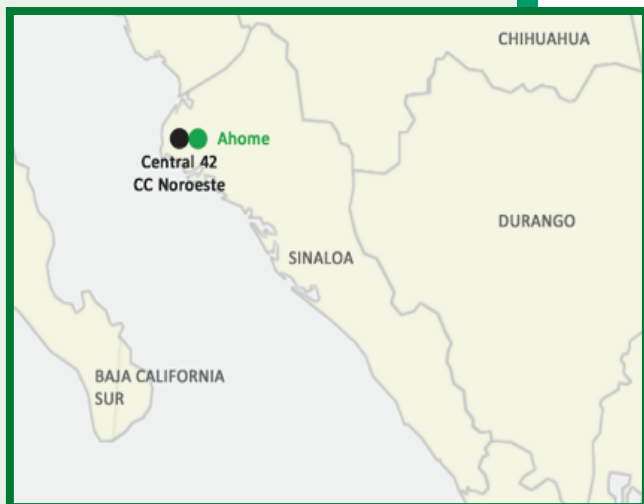 CHIHUAHUA
Ahome
Central 42
CC Noroeste
DURANGO
SINALOA
BAJA CALIFORNIA
SUR